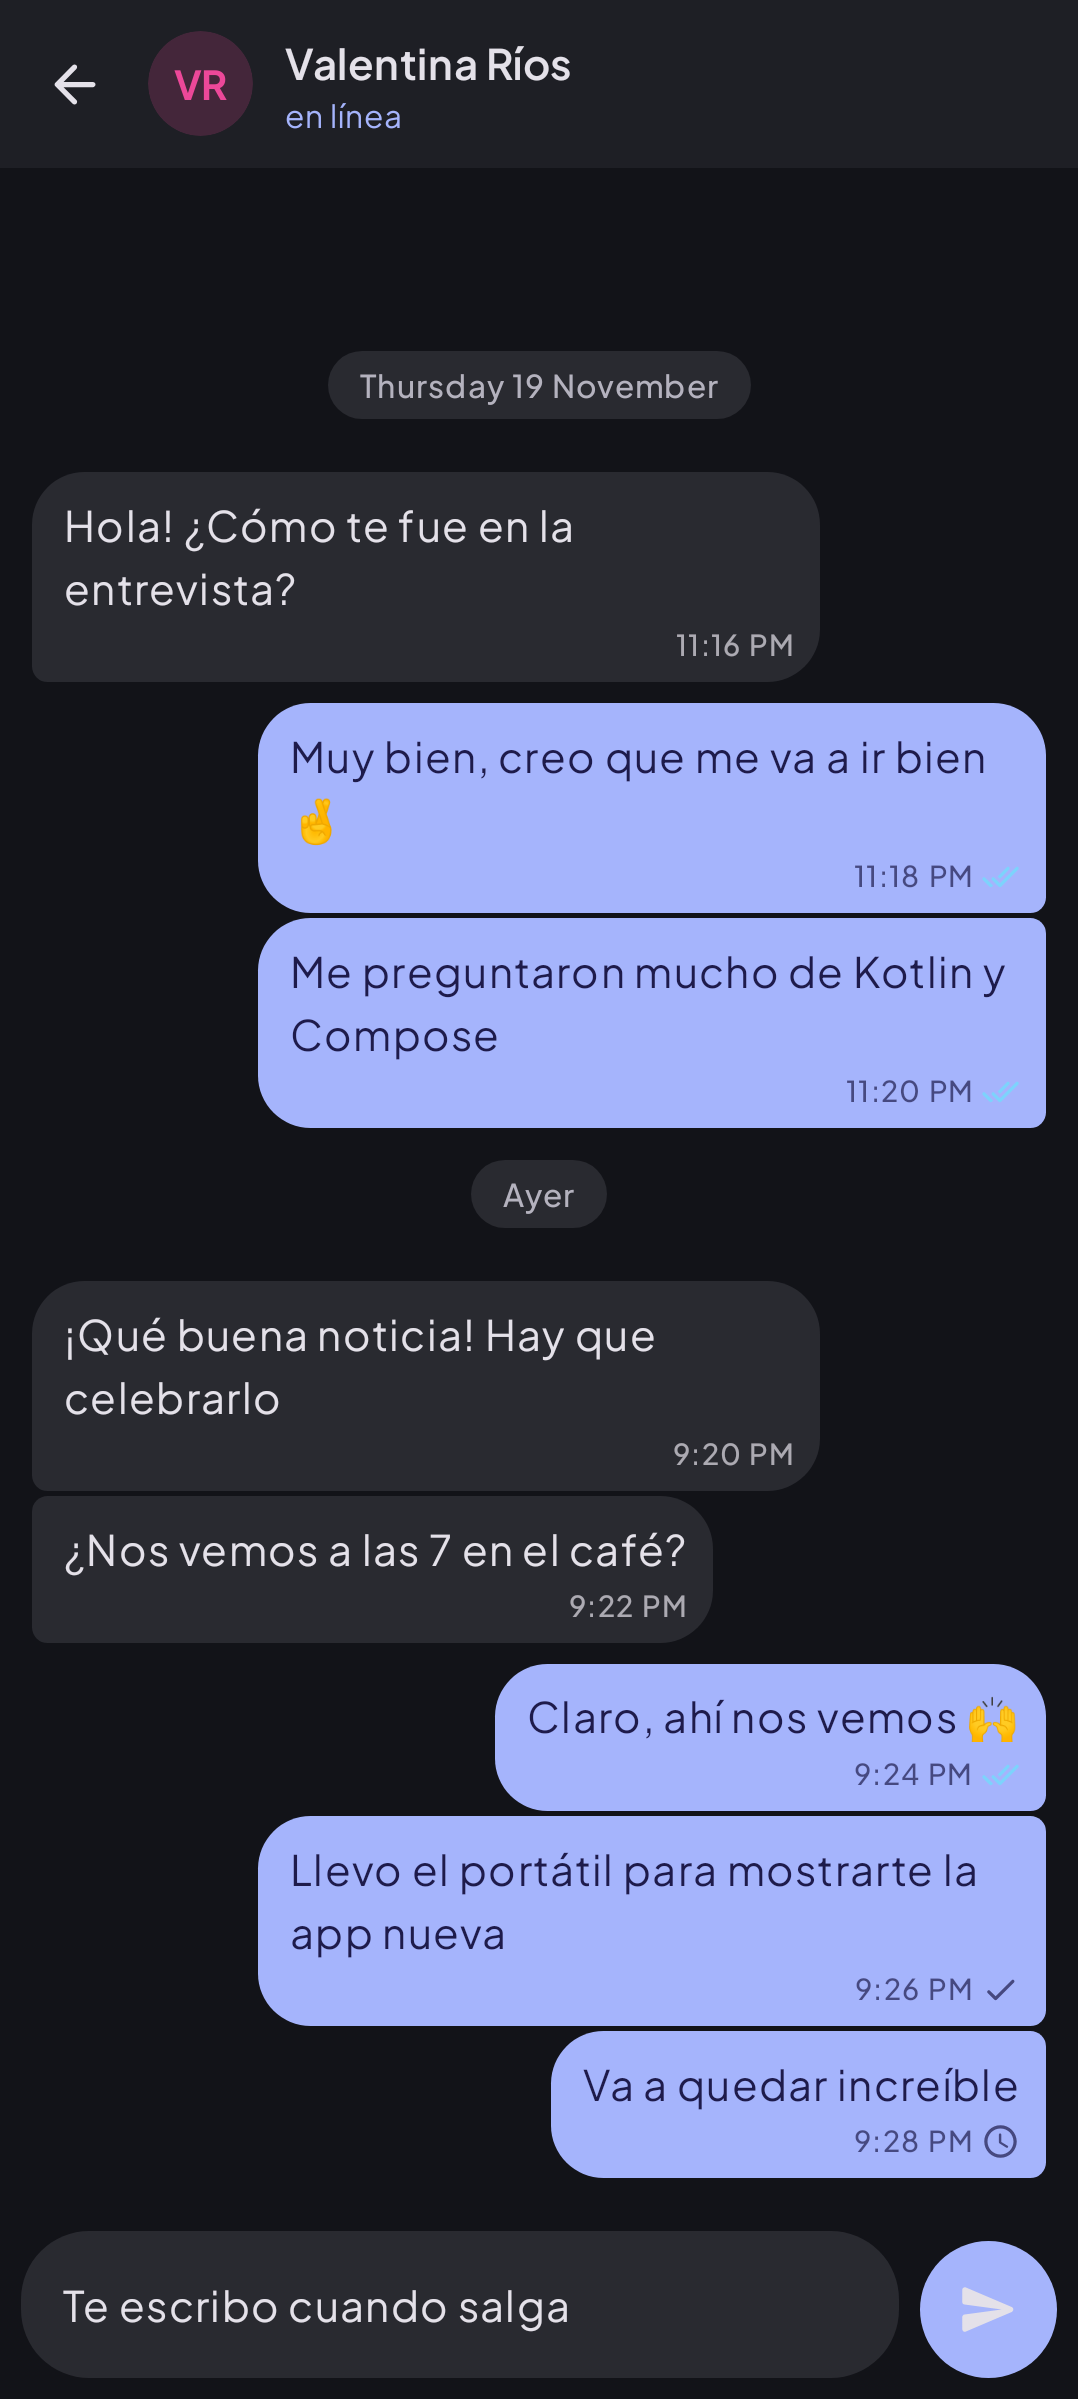 VR
Valentina Ríos
en línea
Thursday 19 November
Hola! ¿Cómo te fue en la
entrevista?
11:16 PM
Muy bien, creo que me va a ir bien
🤞
11:18 PM
Me preguntaron mucho de Kotlin y
Compose
11:20 PM
Ayer
¡Qué buena noticia! Hay que
celebrarlo
9:20 PM
¿Nos vemos a las 7 en el café?
9:22 PM
Claro, ahí nos vemos 🙌
9:24 PM
Llevo el portátil para mostrarte la
app nueva
9:26 PM
Va a quedar increíble
9:28 PM
Te escribo cuando salga